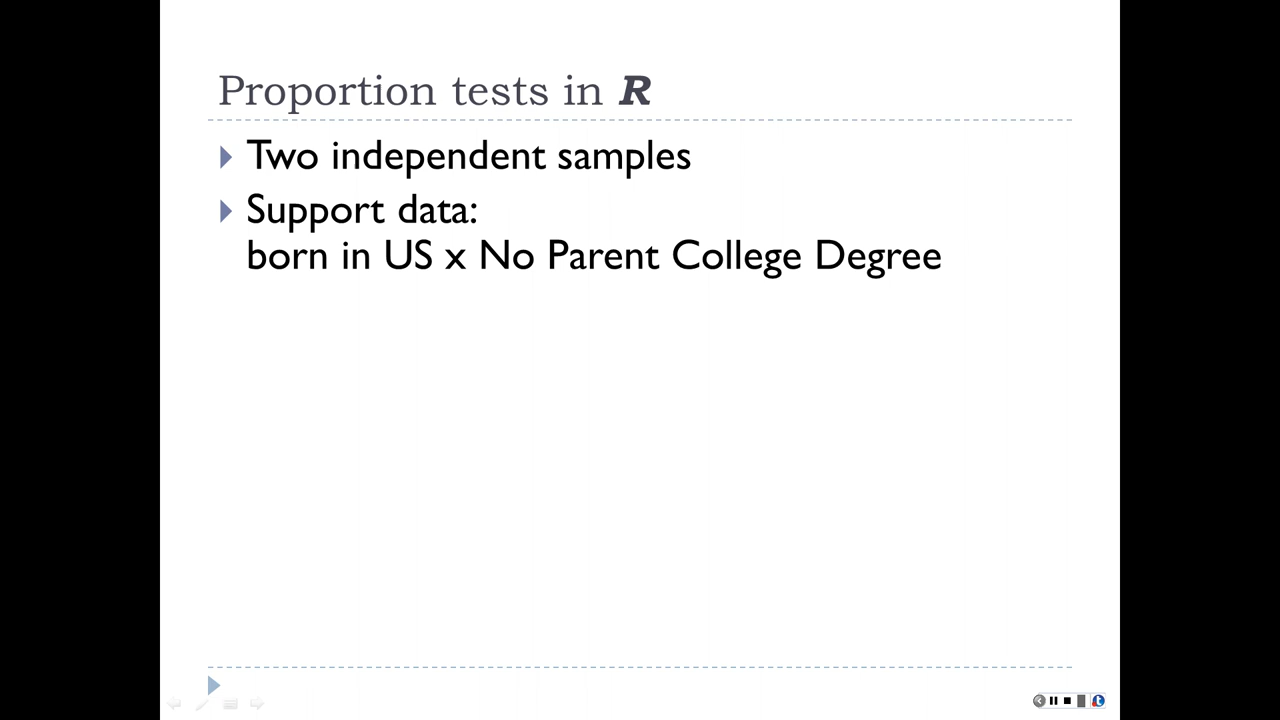 Proportion tests in R
Two independent samples
Support data:
born in US x No Parent College Degree